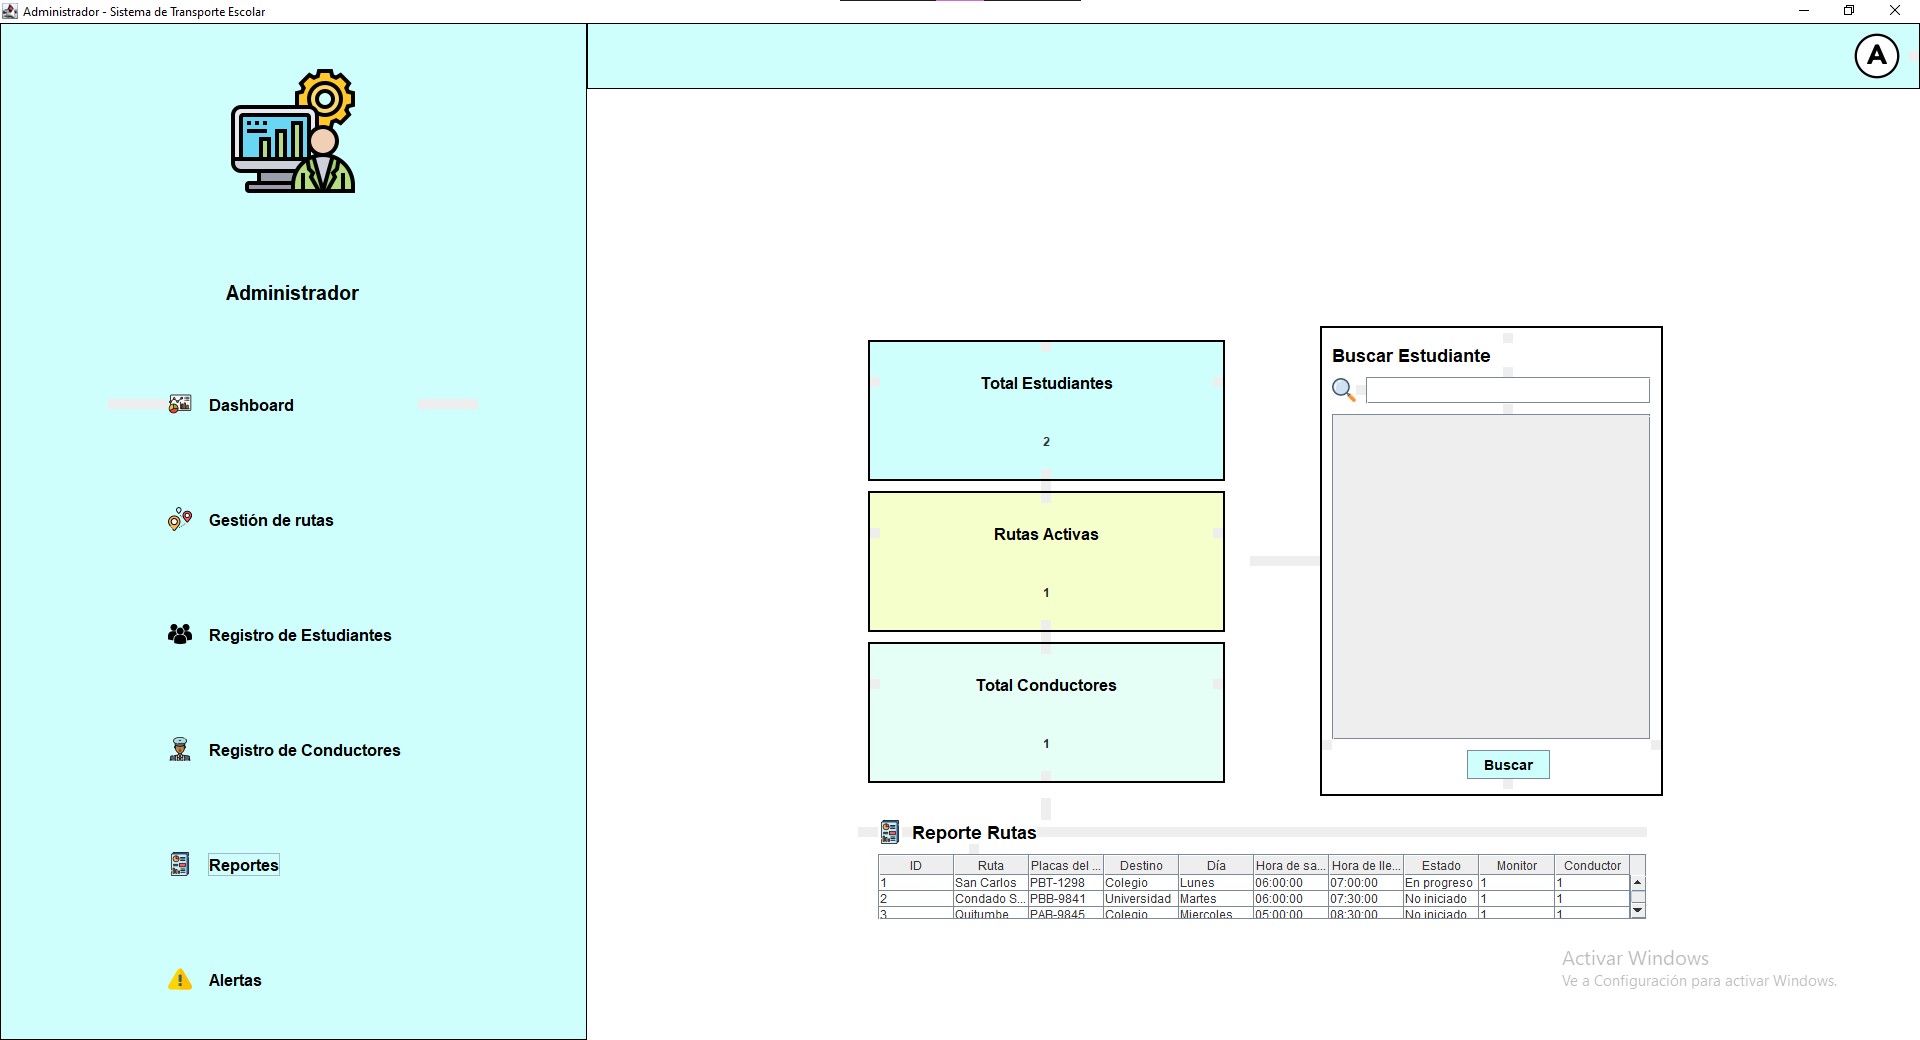 Administrador - Sistema de Transporte Escolar
A
Administrador
Dashboard
Gestión de rutas
Registro de Estudiantes
Registro de Conductores
Reportes
Alertas
Total Estudiantes
2
Rutas Activas
1
Total Conductores
1
Buscar Estudiante
Buscar
Reporte Rutas
ID Ruta Placas del ... Destino Día Hora de sa... Hora de lle... Estado Monitor Conductor
1 San Carlos PBT-1298 Colegio Lunes 06:00:00 07:00:00 En progreso 1 1
2 Condado S... PBB-9841 Universidad Martes 06:00:00 07:30:00 No iniciado 1 1
3 Quitumbe PAB-9845 Colegio Miercoles 05:00:00 08:30:00 No iniciado 1 1
Activar Windows
Ve a Configuración para activar Windows.